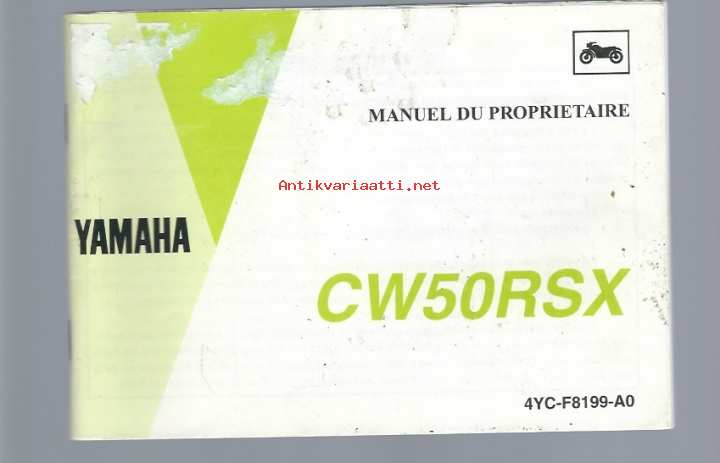 MANUEL DU PROPRIETAIRE
Antikvariaatti.net
YAMAHA
CW50RSX
4YC-F8199-A0